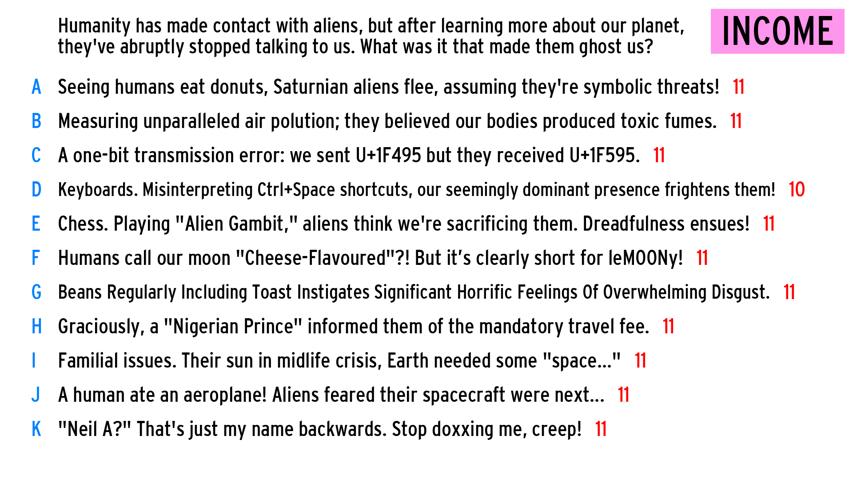 Humanity has made contact with aliens, but after learning more about our planet,
they've abruptly stopped talking to us. What was it that made them ghost us?
INCOME
A Seeing humans eat donuts, Saturnian aliens flee, assuming they're symbolic threats! 11
B Measuring unparalleled air polution; they believed our bodies produced toxic fumes. 11
C A one-bit transmission error: we sent U+1F495 but they received U+1F595. 11
D Keyboards. Misinterpreting Ctrl+Space shortcuts, our seemingly dominant presence frightens them! 10
E Chess. Playing "Alien Gambit," aliens think we're sacrificing them. Dreadfulness ensues! 11
F Humans call our moon "Cheese-Flavoured"?! But it's clearly short for leMOONy! 11
G Beans Regularly Including Toast Instigates Significant Horrific Feelings Of Overwhelming Disgust. 11
H Graciously, a "Nigerian Prince" informed them of the mandatory travel fee. 11
I Familial issues. Their sun in midlife crisis, Earth needed some "space..." 11
J A human ate an aeroplane! Aliens feared their spacecraft were next... 11
K "Neil A?" That's just my name backwards. Stop doxxing me, creep! 11